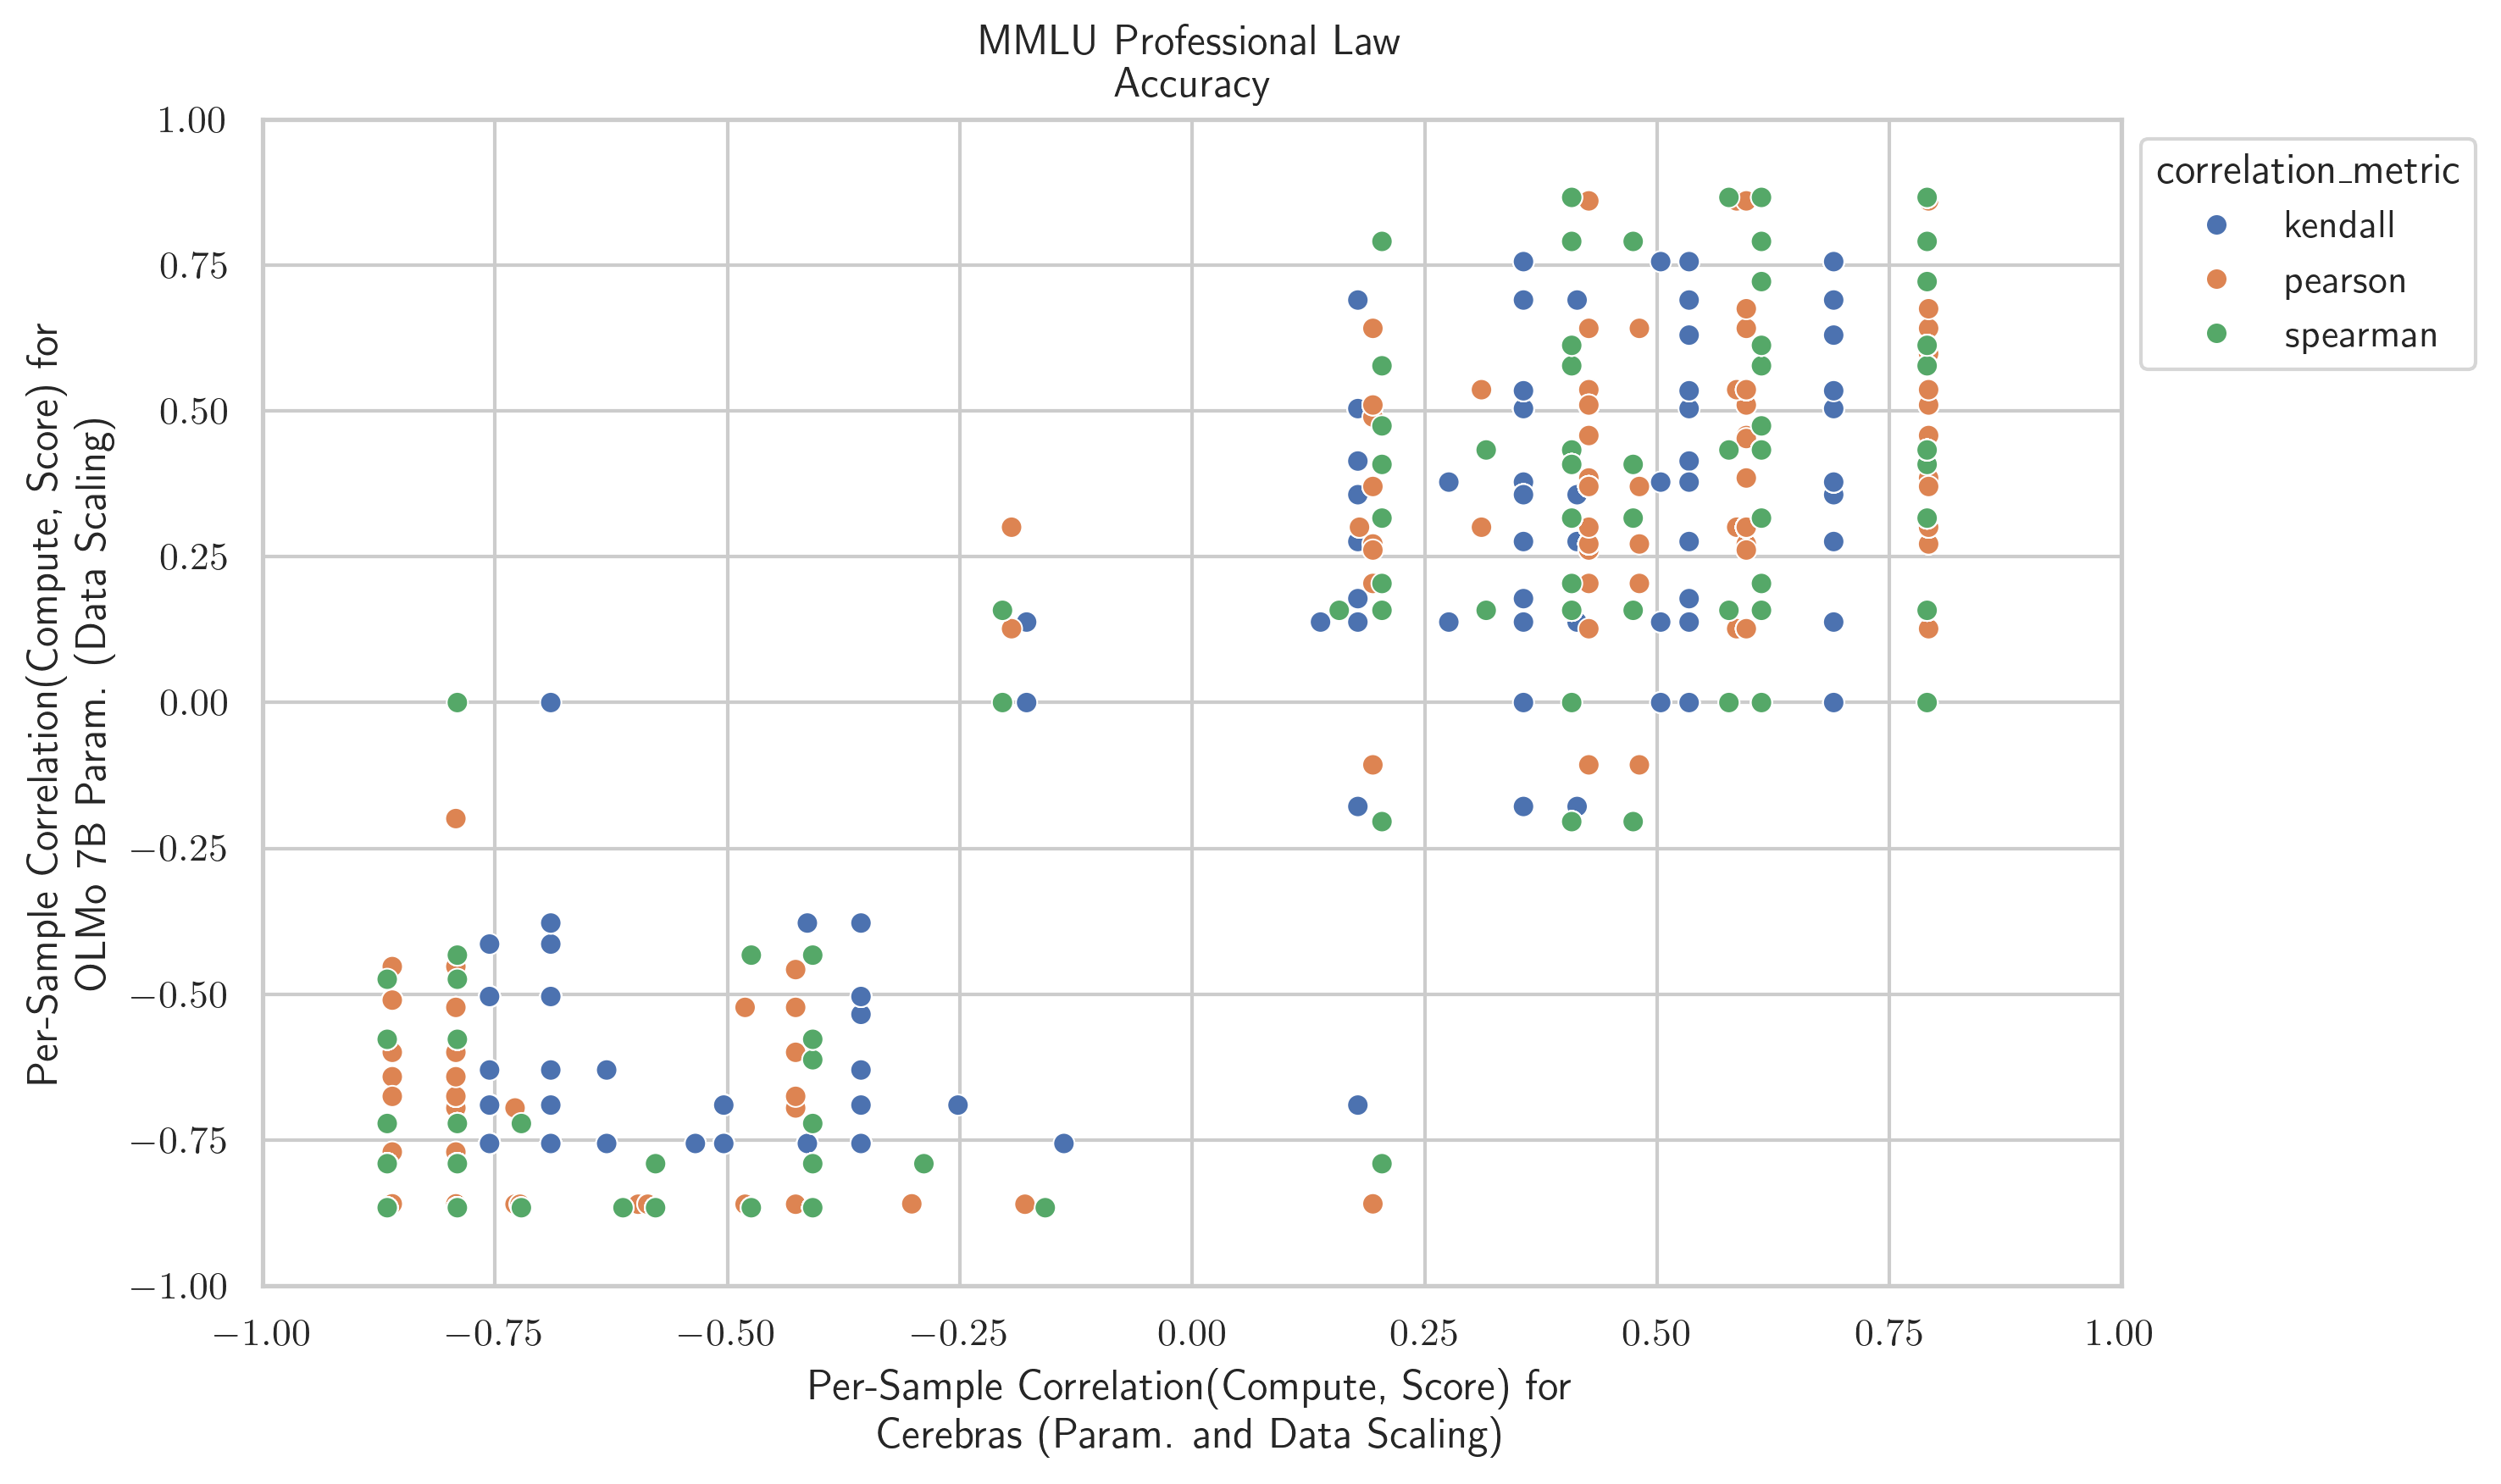 MMLU Professional Law
Accuracy
Per-Sample Correlation(Compute, Score) for
OLMo 7B Param. (Data Scaling)
1.00
0.75
0.50
0.25
0.00
−0.25
−0.50
−0.75
−1.00
−1.00 −0.75 −0.50 −0.25 0.00 0.25 0.50 0.75 1.00
Per-Sample Correlation(Compute, Score) for
Cerebras (Param. and Data Scaling)
correlation_metric
kendall
pearson
spearman